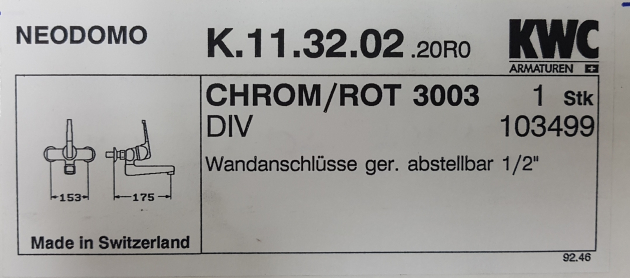 NEODOMO
K.11.32.02 .20R0
KWC
ARMATUREN
CHROM/ROT 3003 1 Stk
DIV 103499
Wandanschlüsse ger. abstellbar 1/2"
153 175
Made in Switzerland
92.46